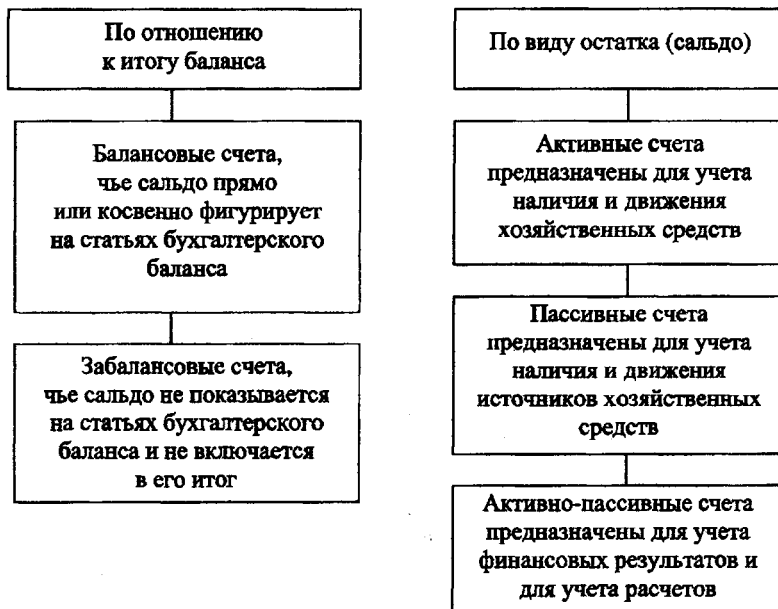 По отношению
к итогу баланса
Балансовые счета,
чье сальдо прямо
или косвенно фигурирует
на статьях бухгалтерского
баланса
Забалансовые счета,
чье сальдо не показывается
на статьях бухгалтерского
баланса и не включается
в его итог
По виду остатка (сальдо)
Активные счета
предназначены для учета
наличия и движения
хозяйственных средств
Пассивные счета
предназначены для учета
наличия и движения
источников хозяйственных
средств
Активно-пассивные счета
предназначены для учета
финансовых результатов и
для учета расчетов